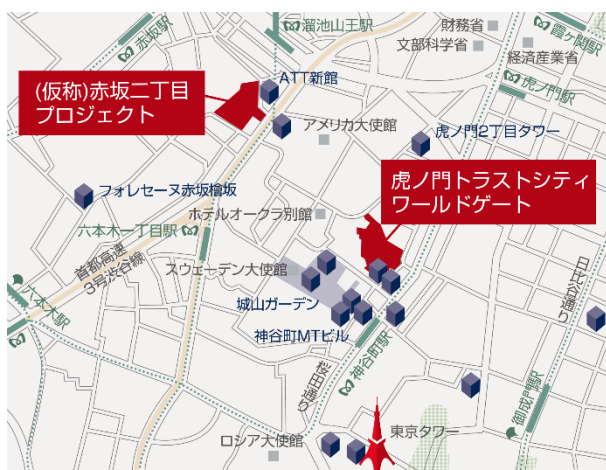 溜池山王駅
財務省
文部科学省
霞ヶ関駅
経済産業省
赤坂駅
ATT新館
(仮称)赤坂二丁目
プロジェクト
虎ノ門駅
アメリカ大使館
虎ノ門2丁目タワー
虎ノ門トラストシティ
ワールドゲート
フォレセーヌ赤坂檜坂
ホテルオークラ別館
六本木一丁目駅
首都高速
3号渋谷線
スウェーデン大使館
日比谷通り
城山ガーデン
六本木駅
神谷町MTビル
神谷町駅
桜田通り
御成門駅
東京タワー
ロシア大使館